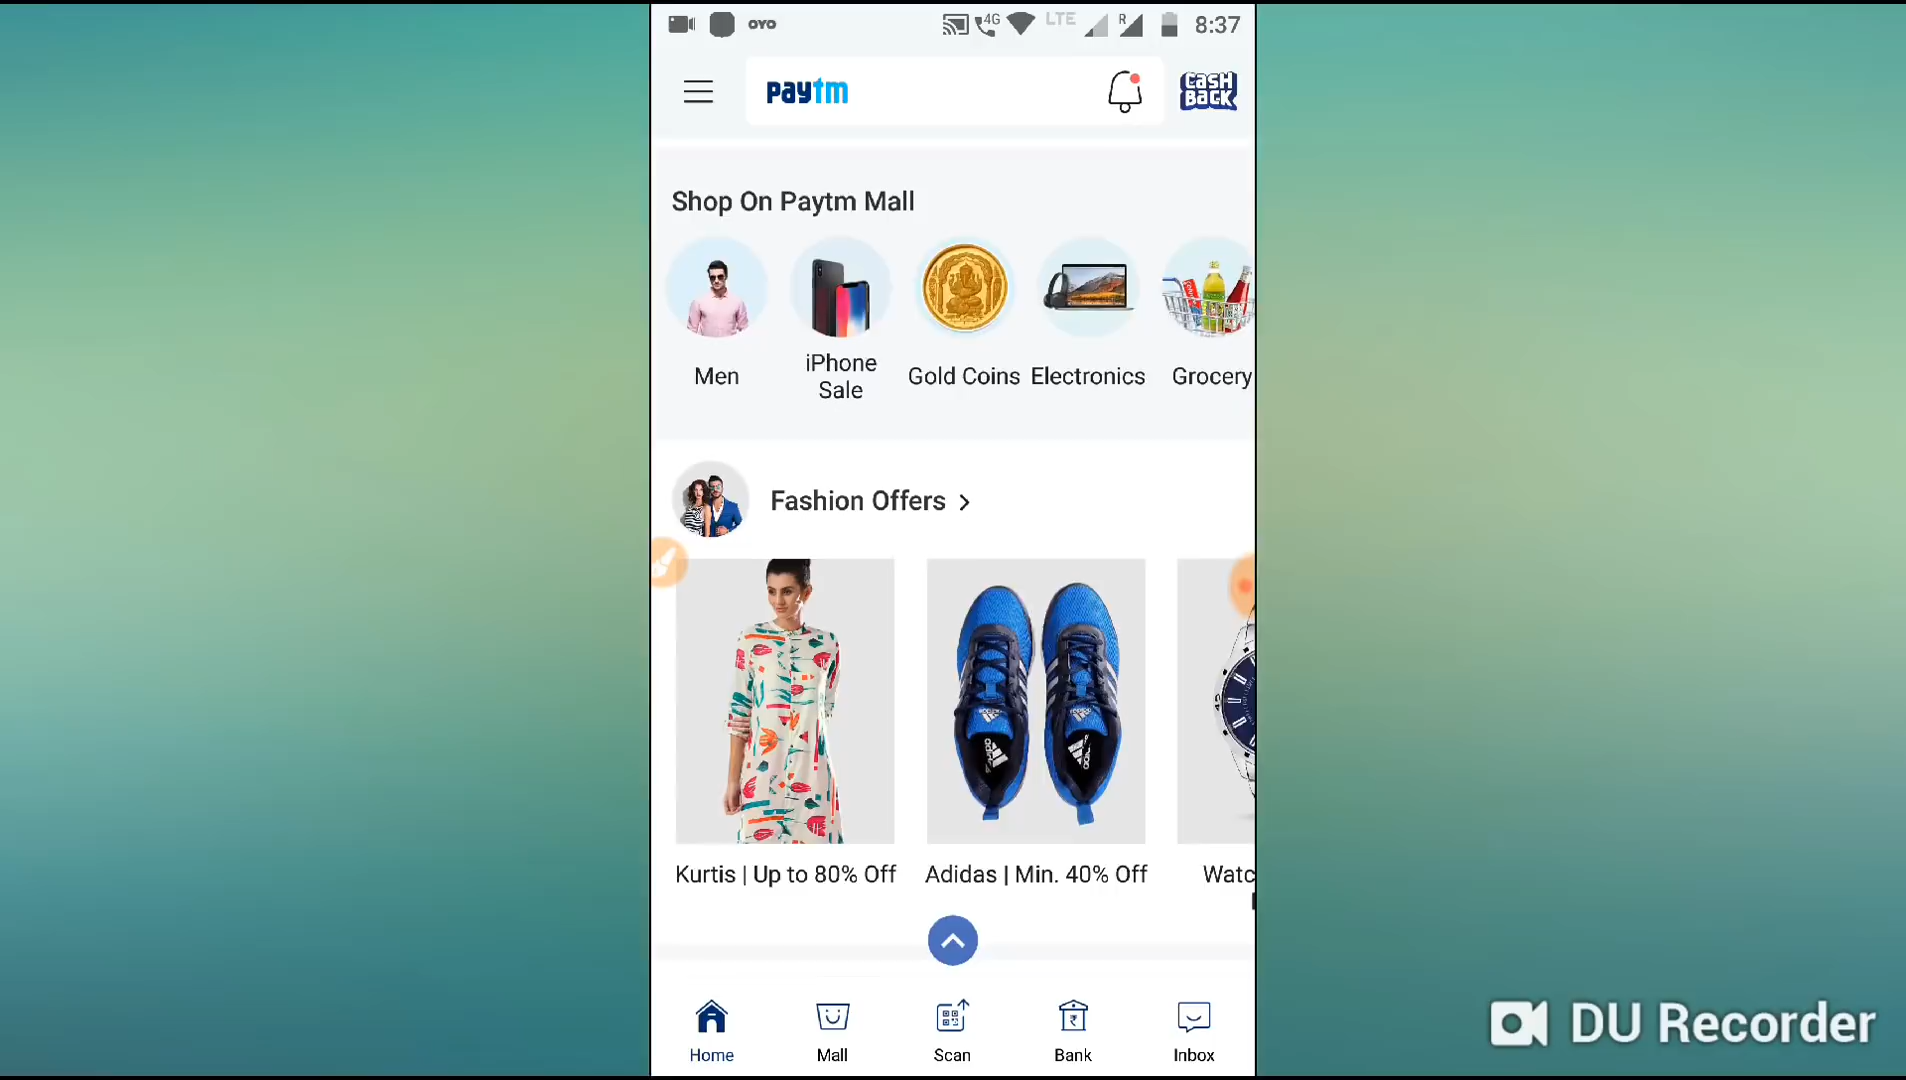 OYO 4G LTE R 8:37
paytm CASH BACK
Shop On Paytm Mall
Men iPhone Sale Gold Coins Electronics Grocery
Fashion Offers >
adidas adidas
Kurtis | Up to 80% Off Adidas | Min. 40% Off Watc
Home Mall Scan Bank Inbox
DU Recorder